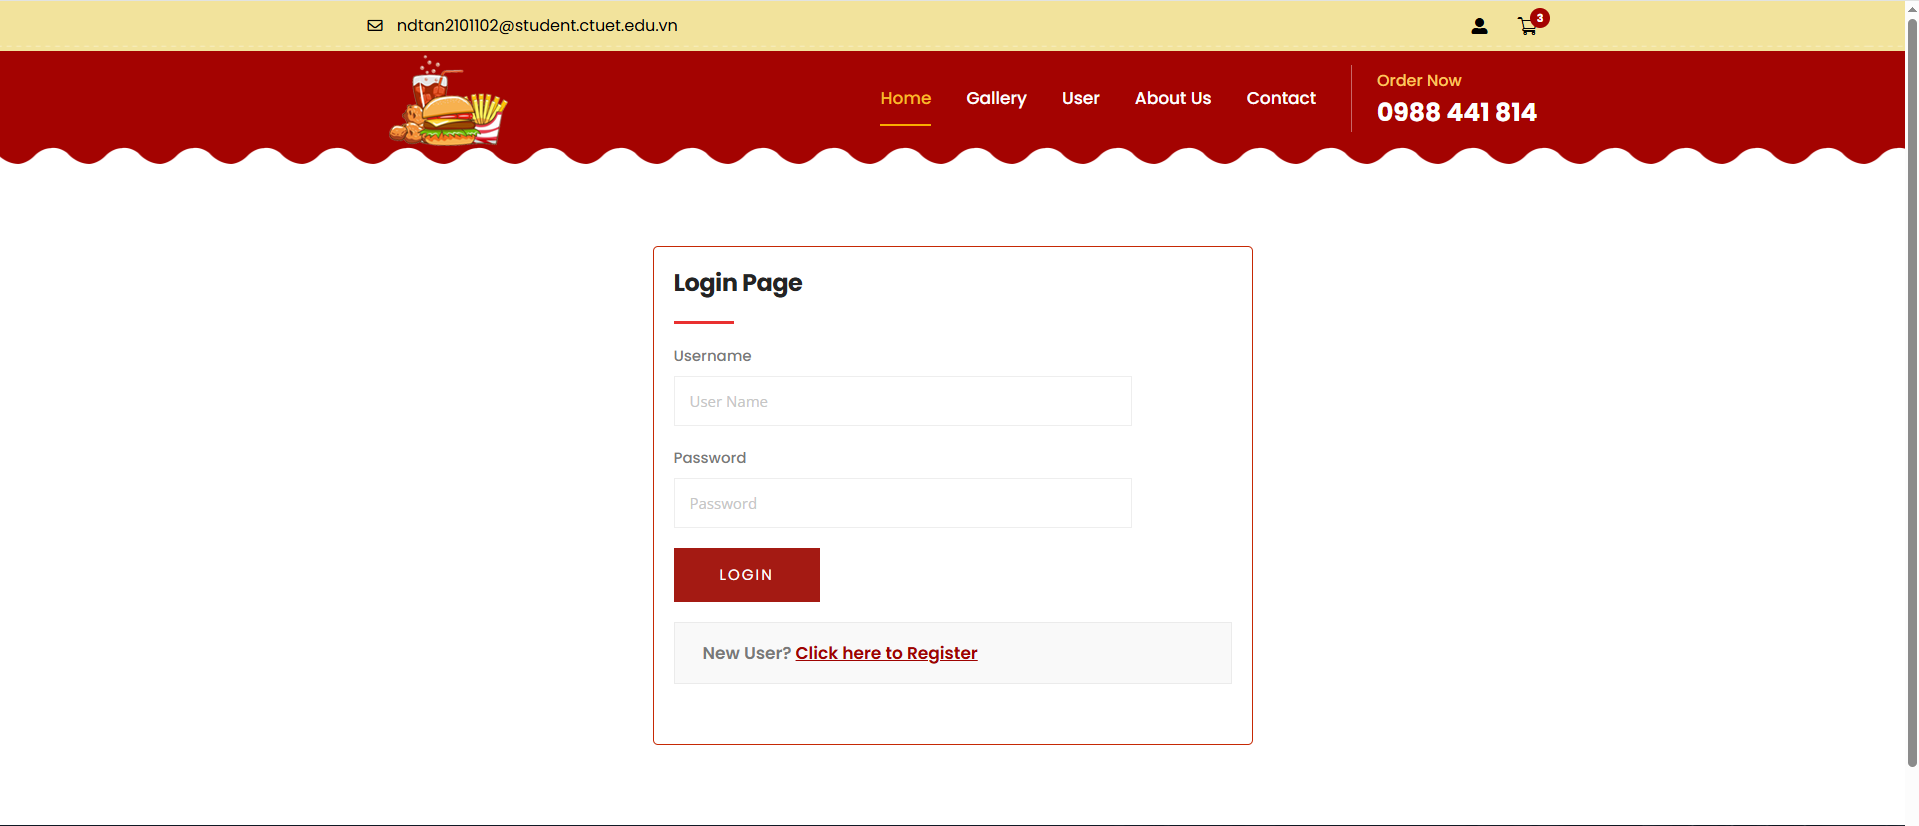 ndtan2101102@student.ctuet.edu.vn
3
Home Gallery User About Us Contact
Order Now
0988 441 814
Login Page
Username
User Name
Password
Password
LOGIN
New User? Click here to Register